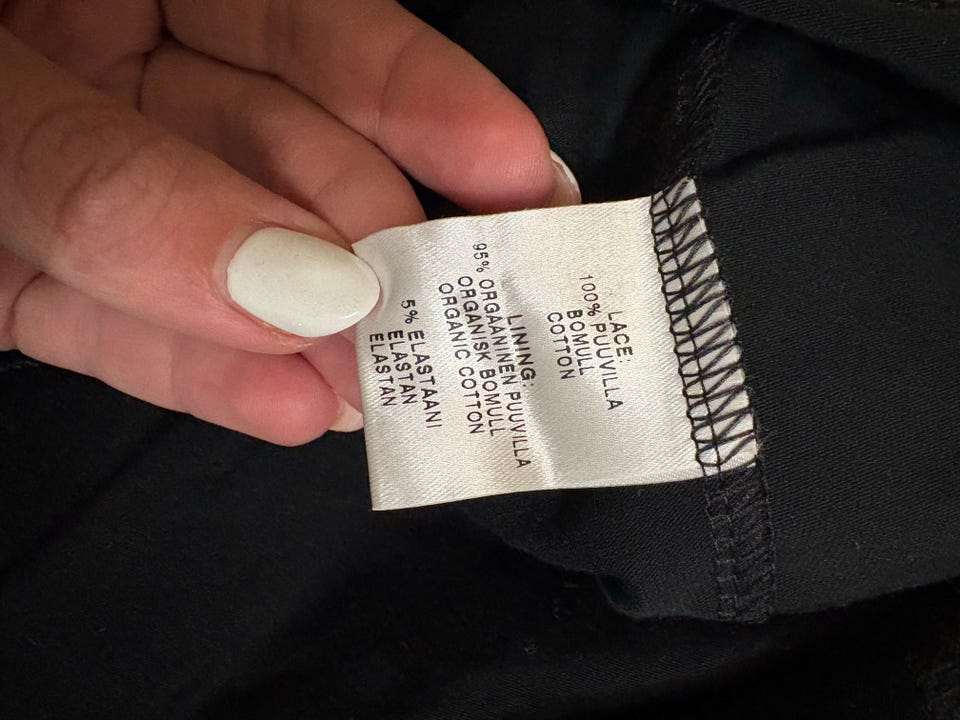 LACE:
100% PUUVILLA
BOMULL
COTTON
LINING:
95% ORGAANINEN PUUVILLA
ORGANISK BOMULL
ORGANIC COTTON
5% ELASTAANI
ELASTAN
ELASTAN